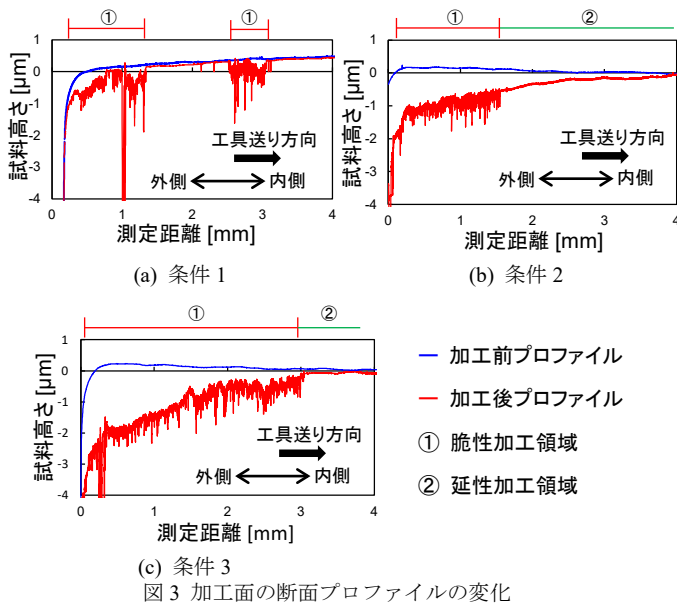 ①
①
試料高さ [μm]
1
0
-1
-2
-3
-4
工具送り方向
外側
内側
0
1
2
3
4
測定距離 [mm]
(a) 条件 1
①
②
試料高さ [μm]
1
0
-1
-2
-3
-4
工具送り方向
外側
内側
0
1
2
3
4
測定距離 [mm]
(b) 条件 2
①
②
試料高さ [μm]
1
0
-1
-2
-3
-4
工具送り方向
外側
内側
0
1
2
3
4
測定距離 [mm]
(c) 条件 3
加工前プロファイル
加工後プロファイル
① 脆性加工領域
② 延性加工領域
図 3 加工面の断面プロファイルの変化